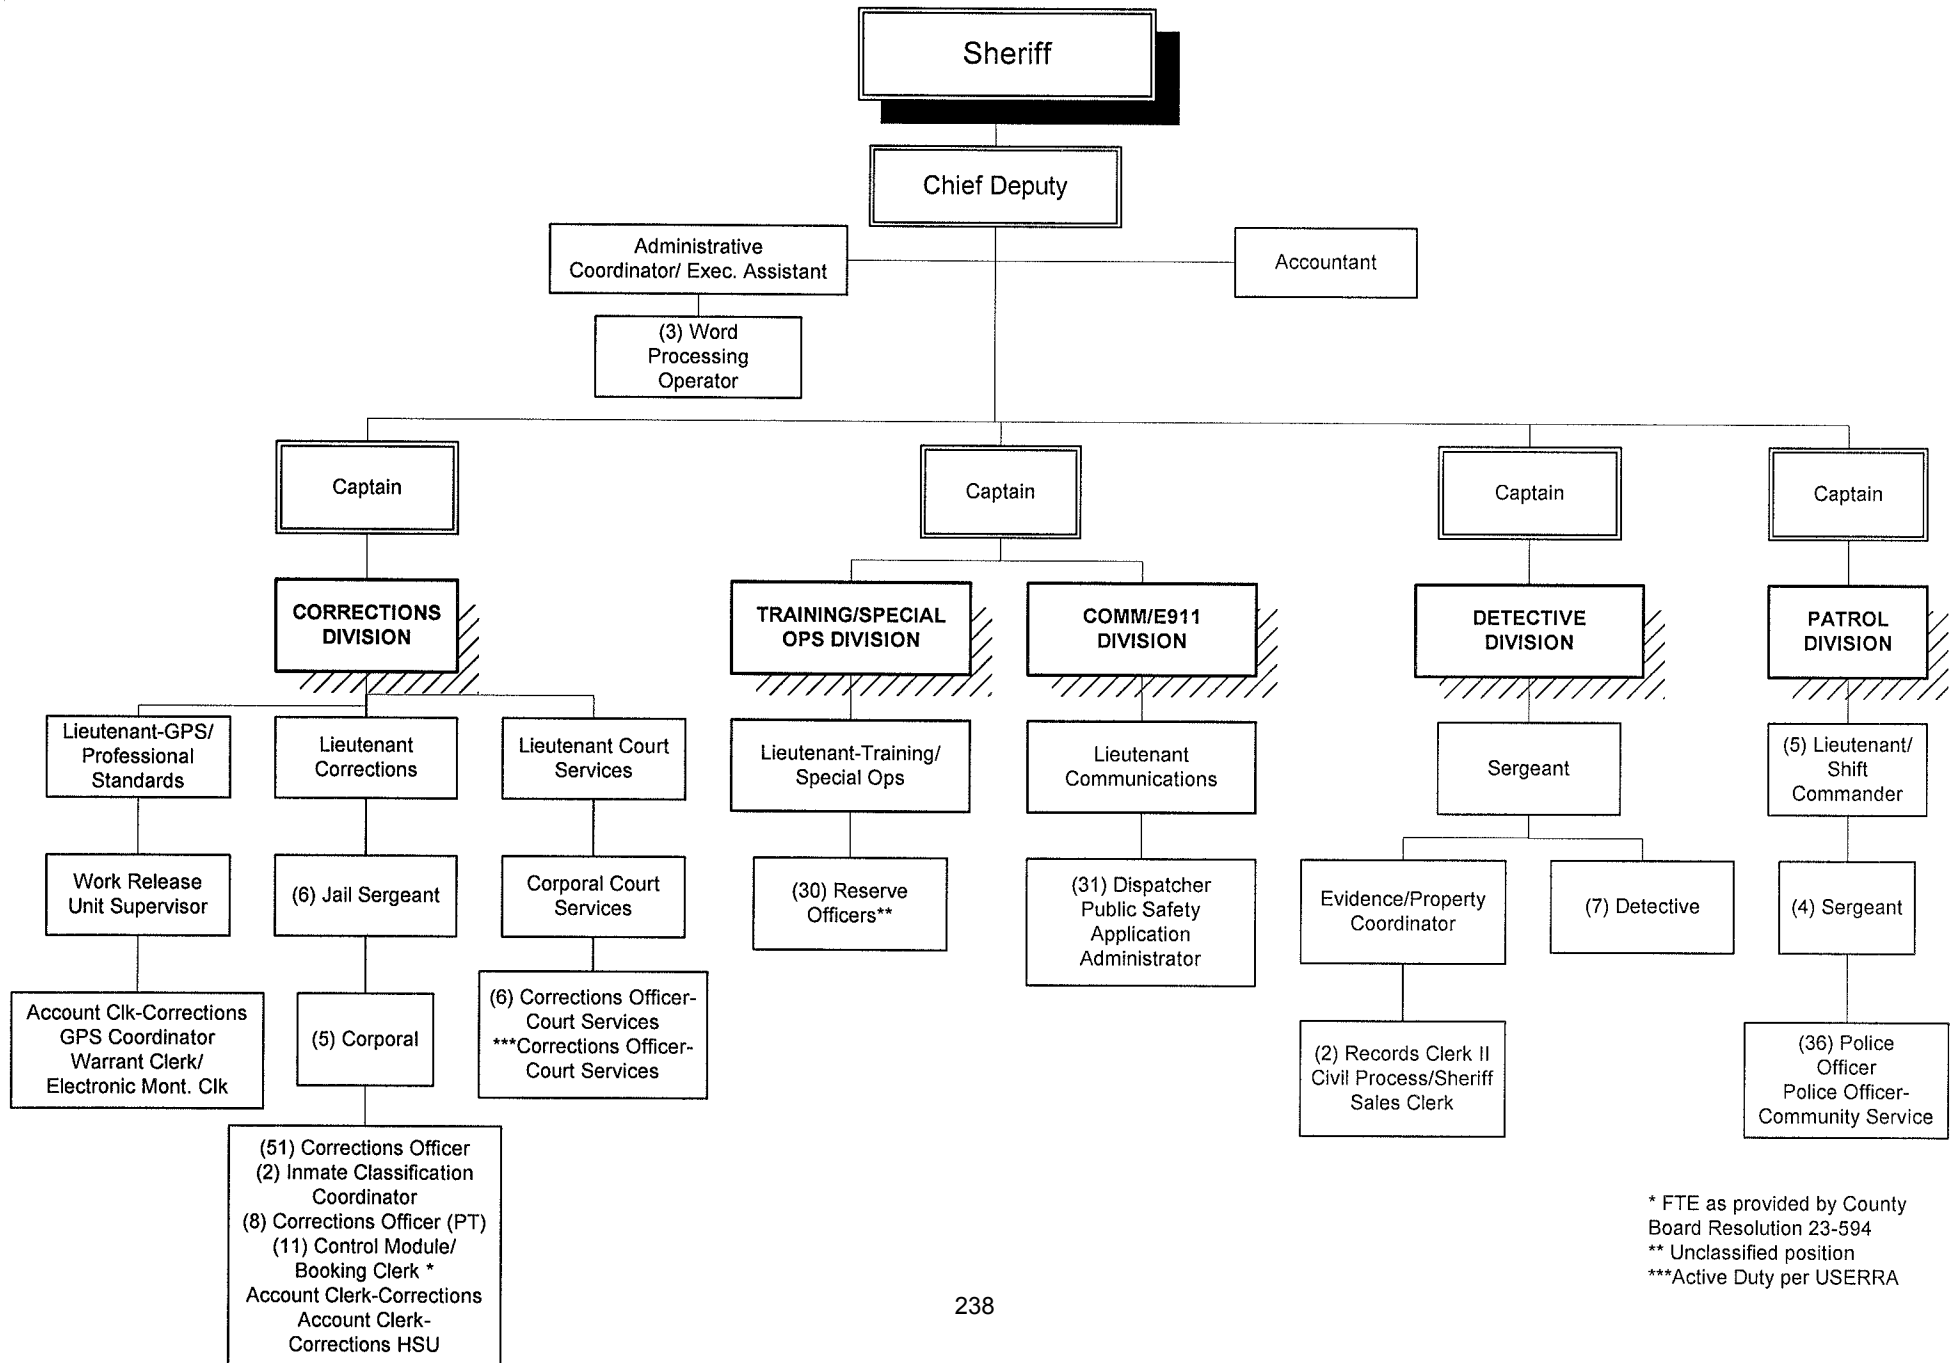 Sheriff
Chief Deputy
Administrative
Coordinator/ Exec. Assistant
Accountant
(3) Word
Processing
Operator
Captain
Captain
Captain
Captain
CORRECTIONS
DIVISION
TRAINING/SPECIAL
OPS DIVISION
COMM/E911
DIVISION
DETECTIVE
DIVISION
PATROL
DIVISION
Lieutenant-GPS/
Professional
Standards
Lieutenant
Corrections
Lieutenant Court
Services
Lieutenant-Training/
Special Ops
Lieutenant
Communications
Sergeant
(5) Lieutenant/
Shift
Commander
Work Release
Unit Supervisor
(6) Jail Sergeant
Corporal Court
Services
(30) Reserve
Officers**
(31) Dispatcher
Public Safety
Application
Administrator
Evidence/Property
Coordinator
(7) Detective
(4) Sergeant
Account Clk-Corrections
GPS Coordinator
Warrant Clerk/
Electronic Mont. Clk
(5) Corporal
(6) Corrections Officer-
Court Services
***Corrections Officer-
Court Services
(2) Records Clerk II
Civil Process/Sheriff
Sales Clerk
(36) Police
Officer
Police Officer-
Community Service
(51) Corrections Officer
(2) Inmate Classification
Coordinator
(8) Corrections Officer (PT)
(11) Control Module/
Booking Clerk *
Account Clerk-Corrections
Account Clerk-
Corrections HSU
* FTE as provided by County
Board Resolution 23-594
** Unclassified position
***Active Duty per USERRA
238